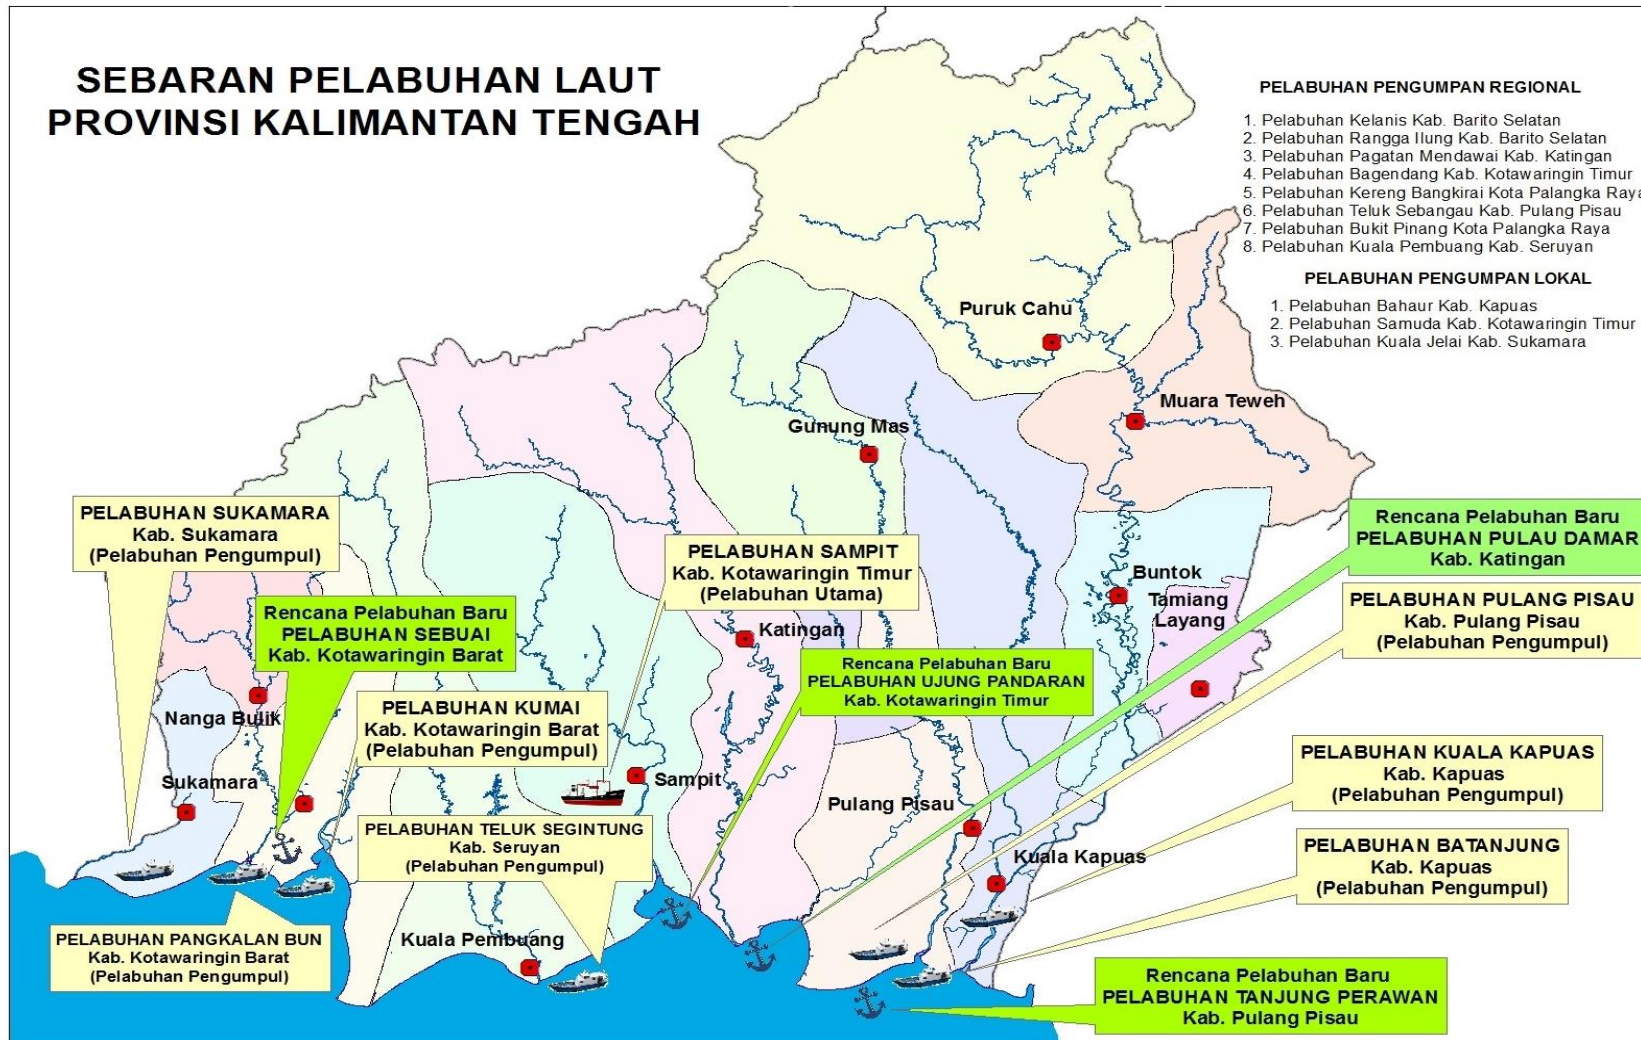 SEBARAN PELABUHAN LAUT
PROVINSI KALIMANTAN TENGAH
PELABUHAN PENGUMPAN REGIONAL
1. Pelabuhan Kelanis Kab. Barito Selatan
2. Pelabuhan Rangga Ilung Kab. Barito Selatan
3. Pelabuhan Pagatan Mendawai Kab. Katingan
4. Pelabuhan Bagendang Kab. Kotawaringin Timur
5. Pelabuhan Kereng Bangkirai Kota Palangka Raya
6. Pelabuhan Teluk Sebangau Kab. Pulang Pisau
7. Pelabuhan Bukit Pinang Kota Palangka Raya
8. Pelabuhan Kuala Pembuang Kab. Seruyan
PELABUHAN PENGUMPAN LOKAL
1. Pelabuhan Bahaur Kab. Kapuas
2. Pelabuhan Samuda Kab. Kotawaringin Timur
3. Pelabuhan Kuala Jelai Kab. Sukamara
Puruk Cahu
Muara Teweh
Gunung Mas
PELABUHAN SUKAMARA
Kab. Sukamara
(Pelabuhan Pengumpul)
Rencana Pelabuhan Baru
PELABUHAN SEBUAI
Kab. Kotawaringin Barat
PELABUHAN SAMPIT
Kab. Kotawaringin Timur
(Pelabuhan Utama)
Katingan
Buntok
Tamiang
Layang
Rencana Pelabuhan Baru
PELABUHAN PULAU DAMAR
Kab. Katingan
PELABUHAN PULANG PISAU
Kab. Pulang Pisau
(Pelabuhan Pengumpul)
Rencana Pelabuhan Baru
PELABUHAN UJUNG PANDARAN
Kab. Kotawaringin Timur
Nanga Bulik
PELABUHAN KUMAI
Kab. Kotawaringin Barat
(Pelabuhan Pengumpul)
Sukamara
Sampit
Pulang Pisau
PELABUHAN KUALA KAPUAS
Kab. Kapuas
(Pelabuhan Pengumpul)
PELABUHAN TELUK SEGINTUNG
Kab. Seruyan
(Pelabuhan Pengumpul)
Kuala Kapuas
PELABUHAN BATANJUNG
Kab. Kapuas
(Pelabuhan Pengumpul)
PELABUHAN PANGKALAN BUN
Kab. Kotawaringin Barat
(Pelabuhan Pengumpul)
Kuala Pembuang
Rencana Pelabuhan Baru
PELABUHAN TANJUNG PERAWAN
Kab. Pulang Pisau